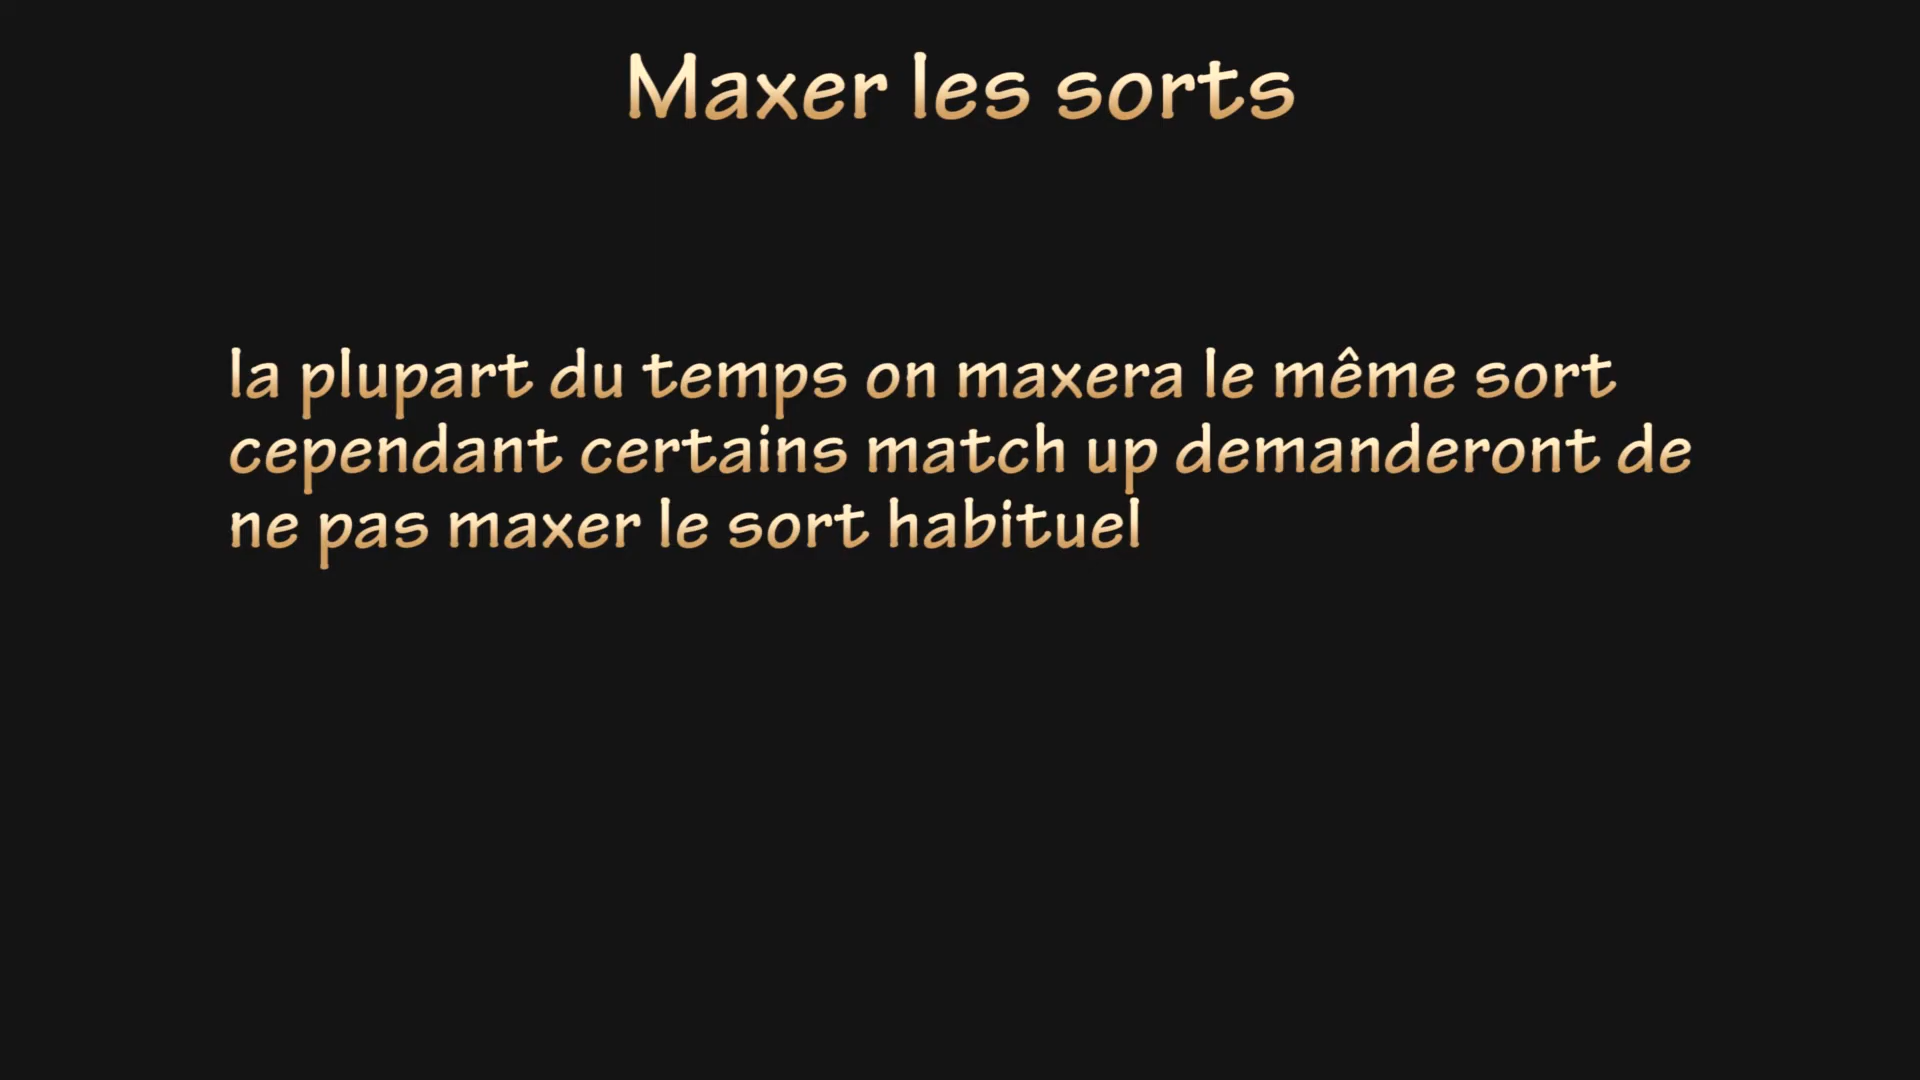 Maxer les sorts
la plupart du temps on maxera le même sort
cependant certains match up demanderont de
ne pas maxer le sort habituel